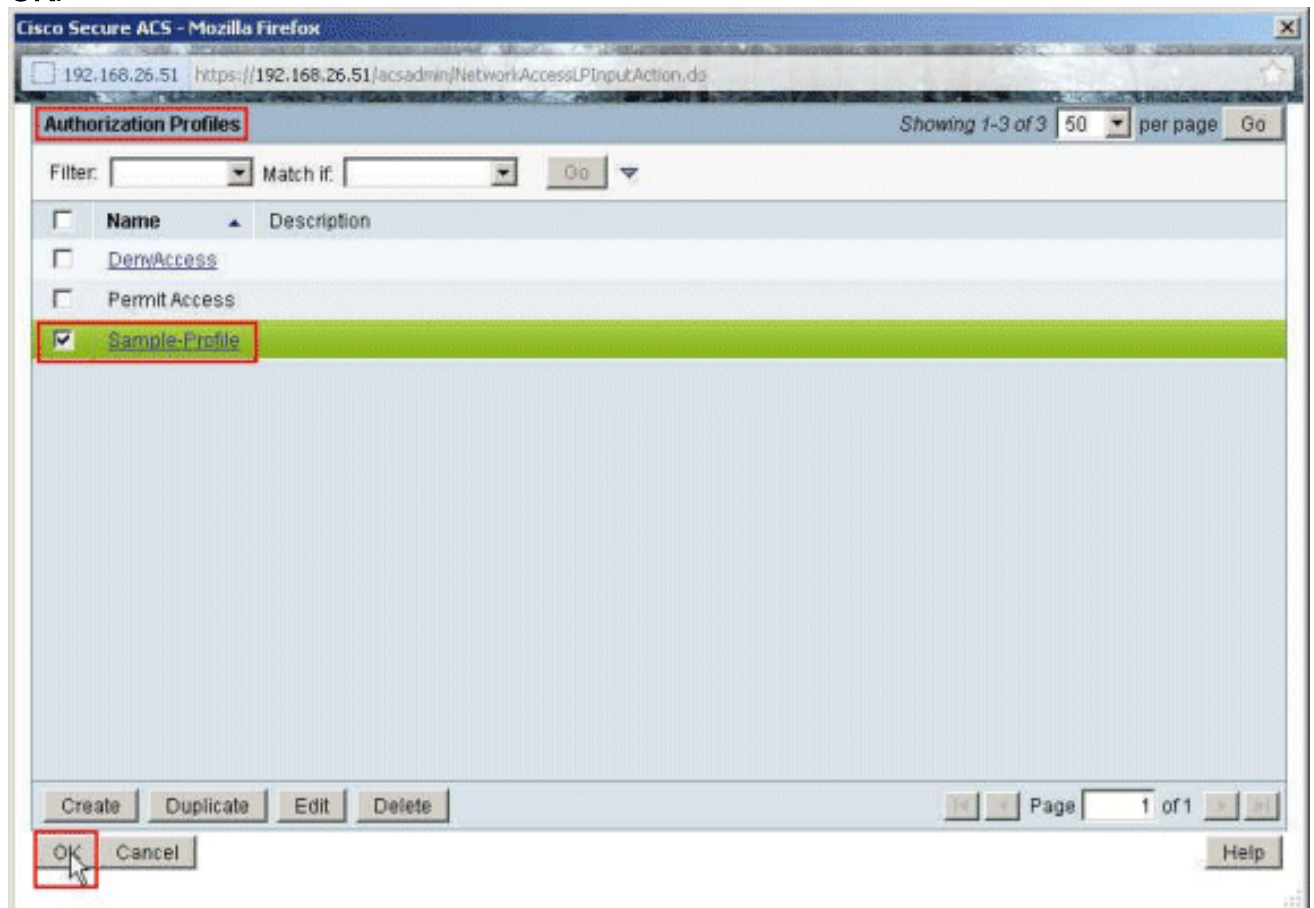 OK.
Cisco Secure ACS - Mozilla Firefox
192.168.26.51 https://192.168.26.51/acsadmin/NetworkAccessLPInputAction.do
Authorization Profiles Showing 1-3 of 3 50 per page Go
Filter: Match if: Go
Name Description
DenyAccess
Permit Access
Sample-Profile
Create Duplicate Edit Delete Page 1 of 1
OK Cancel Help